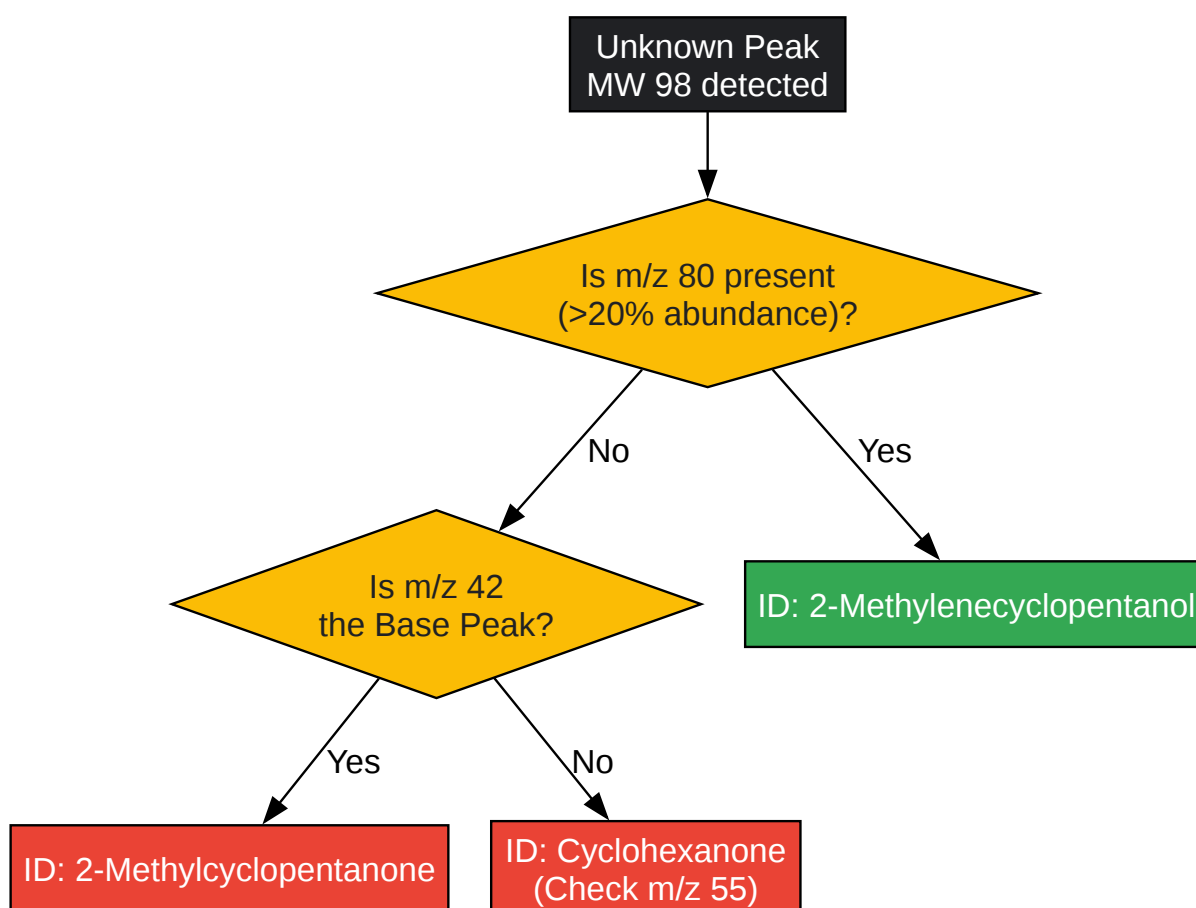 Unknown Peak
MW 98 detected
Is m/z 80 present
(>20% abundance)?
No
Yes
Is m/z 42
the Base Peak?
ID: 2-Methylenecyclopentanol
Yes
No
ID: 2-Methylcyclopentanone
ID: Cyclohexanone
(Check m/z 55)